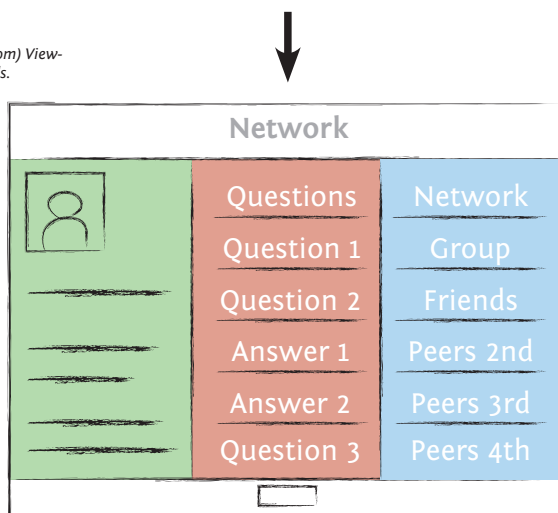 om) View-
s.
Network
Questions
Question 1
Question 2
Answer 1
Answer 2
Question 3
Network
Group
Friends
Peers 2nd
Peers 3rd
Peers 4th